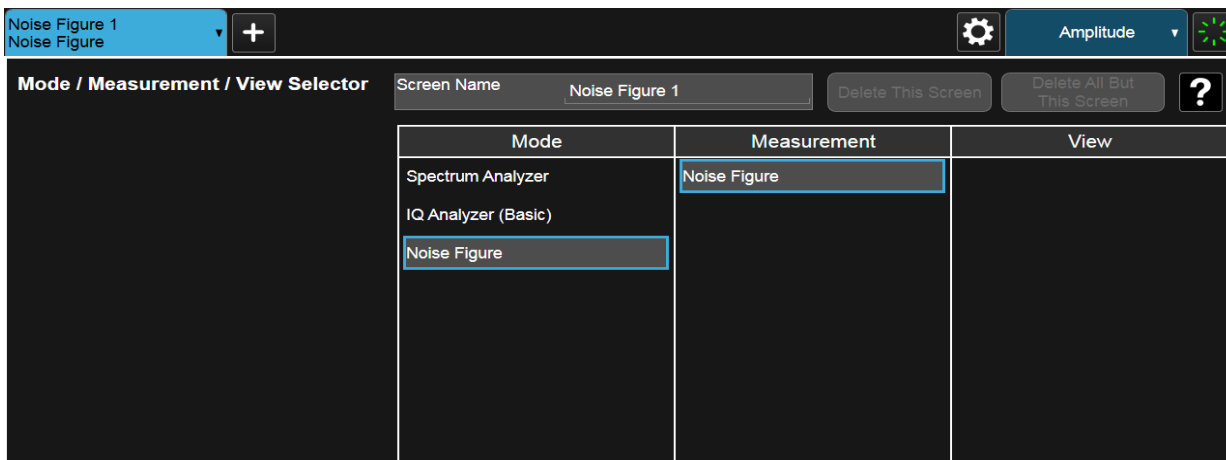 Noise Figure 1
Noise Figure
+
Amplitude
Mode / Measurement / View Selector
Screen Name
Noise Figure 1
Delete This Screen
Delete All But
This Screen
?
Mode
Measurement
View
Spectrum Analyzer
Noise Figure
IQ Analyzer (Basic)
Noise Figure